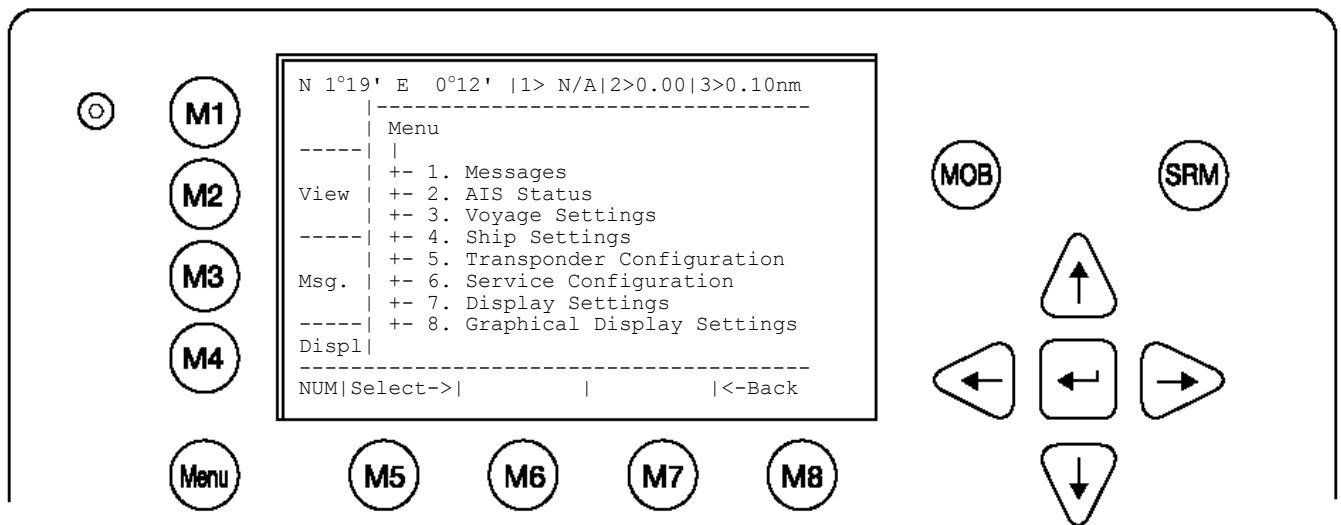 N 1°19' E  0°12' |1> N/A|2>0.00|3>0.10nm
|----------------------------------
| Menu
-----| |
| +- 1. Messages
View | +- 2. AIS Status
| +- 3. Voyage Settings
-----| +- 4. Ship Settings
| +- 5. Transponder Configuration
Msg. | +- 6. Service Configuration
| +- 7. Display Settings
-----| +- 8. Graphical Display Settings
Displ|
----------------------------------------
NUM|Select->|         |         |<-Back
M1
M2
M3
M4
Menu
M5
M6
M7
M8
MOB
SRM